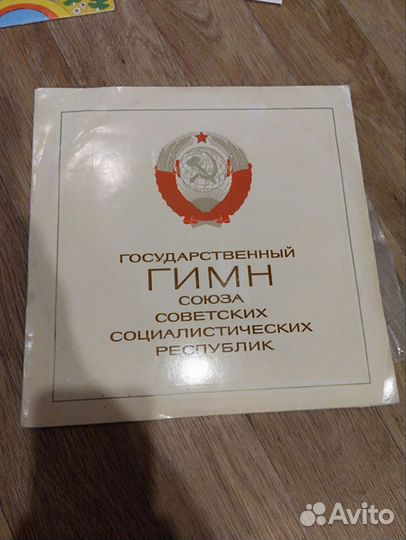 ГОСУДАРСТВЕННЫЙ
ГИМН
СОЮЗА
СОВЕТСКИХ
СОЦИАЛИСТИЧЕСКИХ
РЕСПУБЛИК
Avito